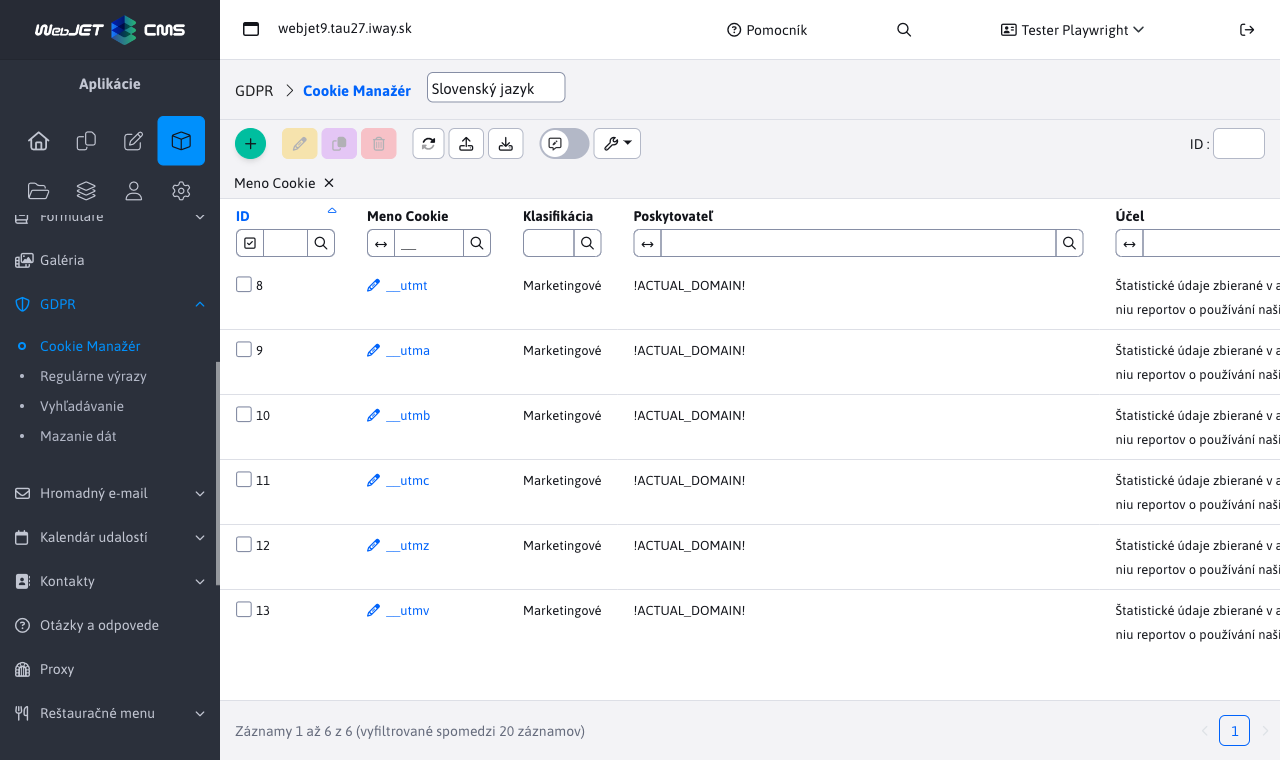 WebJET CMS
webjet9.tau27.iway.sk
Pomocník
Tester Playwright
Aplikácie
Formuláre
Galéria
GDPR
Cookie Manažér
Regulárne výrazy
Vyhľadávanie
Mazanie dát
Hromadný e-mail
Kalendár udalostí
Kontakty
Otázky a odpovede
Proxy
Reštauračné menu
GDPR
Cookie Manažér
Slovenský jazyk
ID :
Meno Cookie
ID Meno Cookie Klasifikácia Poskytovateľ Účel
__
8 __utmt Marketingové !ACTUAL_DOMAIN! Štatistické údaje zbierané v a
niu reportov o používání naši
9 __utma Marketingové !ACTUAL_DOMAIN! Štatistické údaje zbierané v a
niu reportov o používání naši
10 __utmb Marketingové !ACTUAL_DOMAIN! Štatistické údaje zbierané v a
niu reportov o používání naši
11 __utmc Marketingové !ACTUAL_DOMAIN! Štatistické údaje zbierané v a
niu reportov o používání naši
12 __utmz Marketingové !ACTUAL_DOMAIN! Štatistické údaje zbierané v a
niu reportov o používání naši
13 __utmv Marketingové !ACTUAL_DOMAIN! Štatistické údaje zbierané v a
niu reportov o používání naši
Záznamy 1 až 6 z 6 (vyfiltrované spomedzi 20 záznamov)
1